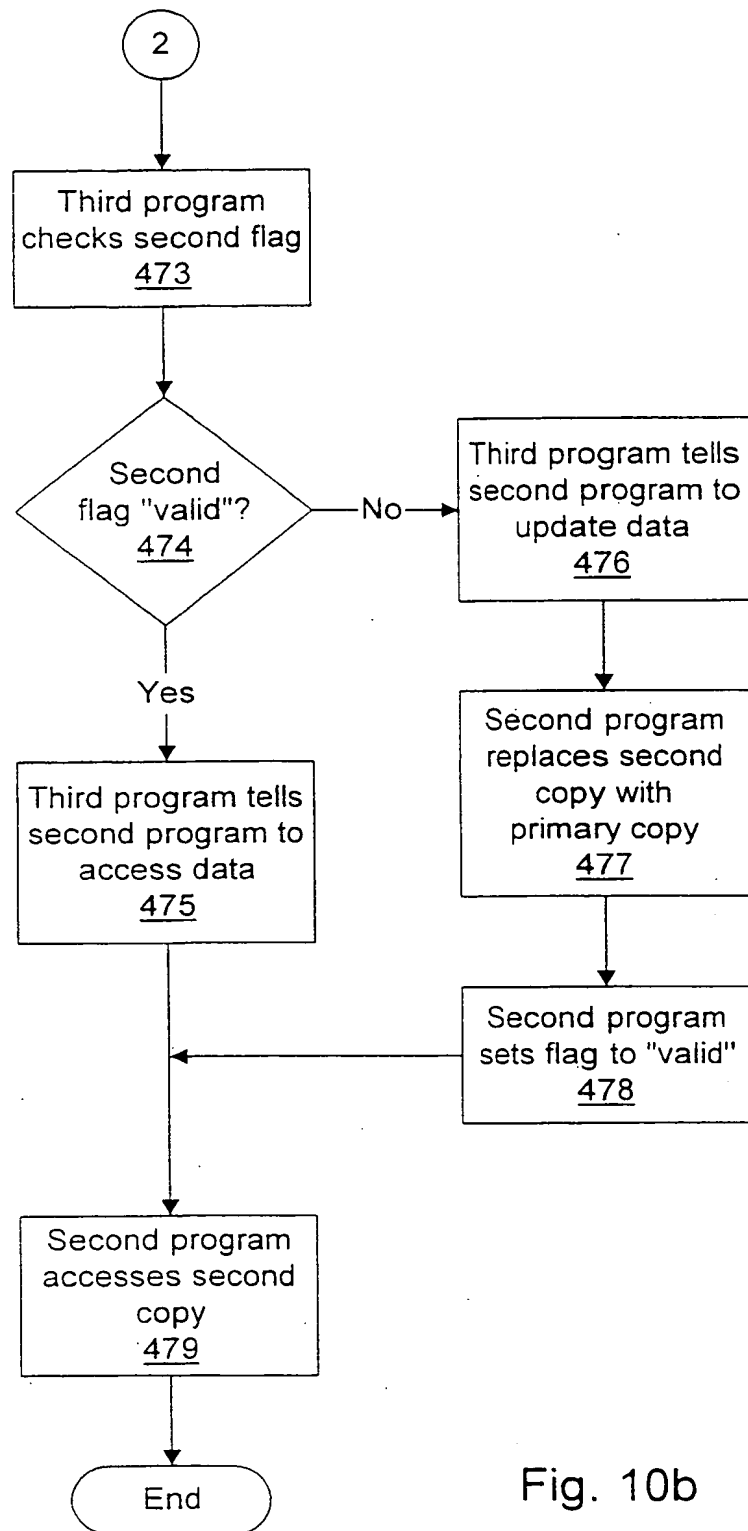 2
Third program
checks second flag
473
Second
flag "valid"?
474
No
Third program tells
second program to
update data
476
Yes
Second program
replaces second
copy with
primary copy
477
Third program tells
second program to
access data
475
Second program
sets flag to "valid"
478
Second program
accesses second
copy
479
End
Fig. 10b